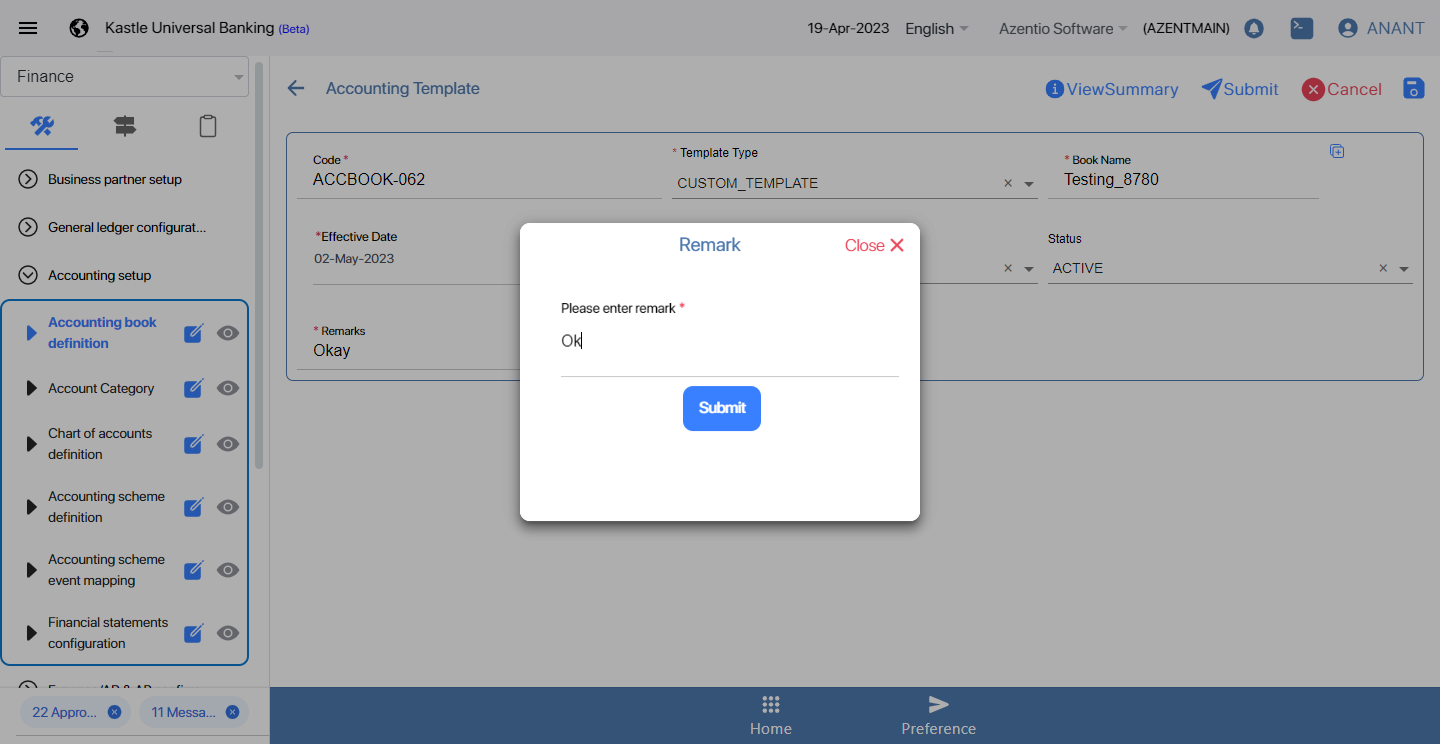 Kastle Universal Banking (Beta)
19-Apr-2023 English Azentio Software (AZENTMAIN) ANANT
Finance
Accounting Template
ViewSummary Submit Cancel
Code *
ACCBOOK-062
* Template Type
CUSTOM_TEMPLATE
* Book Name
Testing_8780
*Effective Date
02-May-2023
Status
ACTIVE
* Remarks
Okay
Remark
Close
Please enter remark *
Ok
Submit
Business partner setup
General ledger configurat...
Accounting setup
Accounting book
definition
Account Category
Chart of accounts
definition
Accounting scheme
definition
Accounting scheme
event mapping
Financial statements
configuration
22 Appro... 11 Messa...
Home
Preference